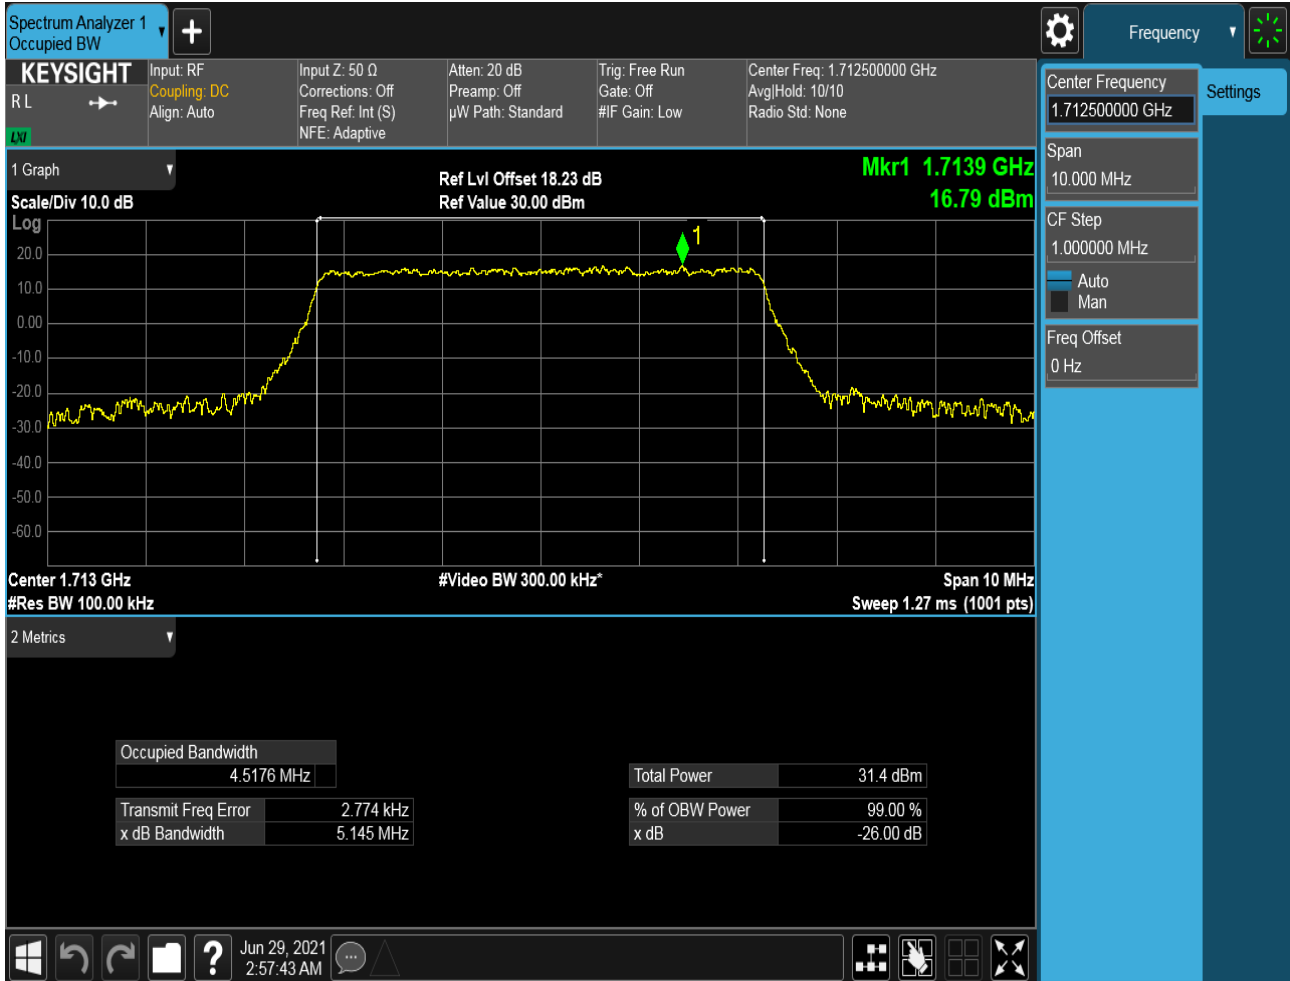 Spectrum Analyzer 1
Occupied BW
+
Frequency
KEYSIGHT
R L
LXI
Input: RF
Coupling: DC
Align: Auto
Input Z: 50 Ω
Corrections: Off
Freq Ref: Int (S)
NFE: Adaptive
Atten: 20 dB
Preamp: Off
µW Path: Standard
Trig: Free Run
Gate: Off
#IF Gain: Low
Center Freq: 1.712500000 GHz
Avg|Hold: 10/10
Radio Std: None
Center Frequency
1.712500000 GHz
Settings
Span
10.000 MHz
CF Step
1.000000 MHz
Auto
Man
Freq Offset
0 Hz
1 Graph
Scale/Div 10.0 dB
Log
Ref Lvl Offset 18.23 dB
Ref Value 30.00 dBm
Mkr1 1.7139 GHz
16.79 dBm
1
20.0
10.0
0.00
-10.0
-20.0
-30.0
-40.0
-50.0
-60.0
Center 1.713 GHz
#Res BW 100.00 kHz
#Video BW 300.00 kHz*
Span 10 MHz
Sweep 1.27 ms (1001 pts)
2 Metrics
Occupied Bandwidth
4.5176 MHz
Transmit Freq Error 2.774 kHz
x dB Bandwidth 5.145 MHz
Total Power 31.4 dBm
% of OBW Power 99.00 %
x dB -26.00 dB
?
Jun 29, 2021
2:57:43 AM